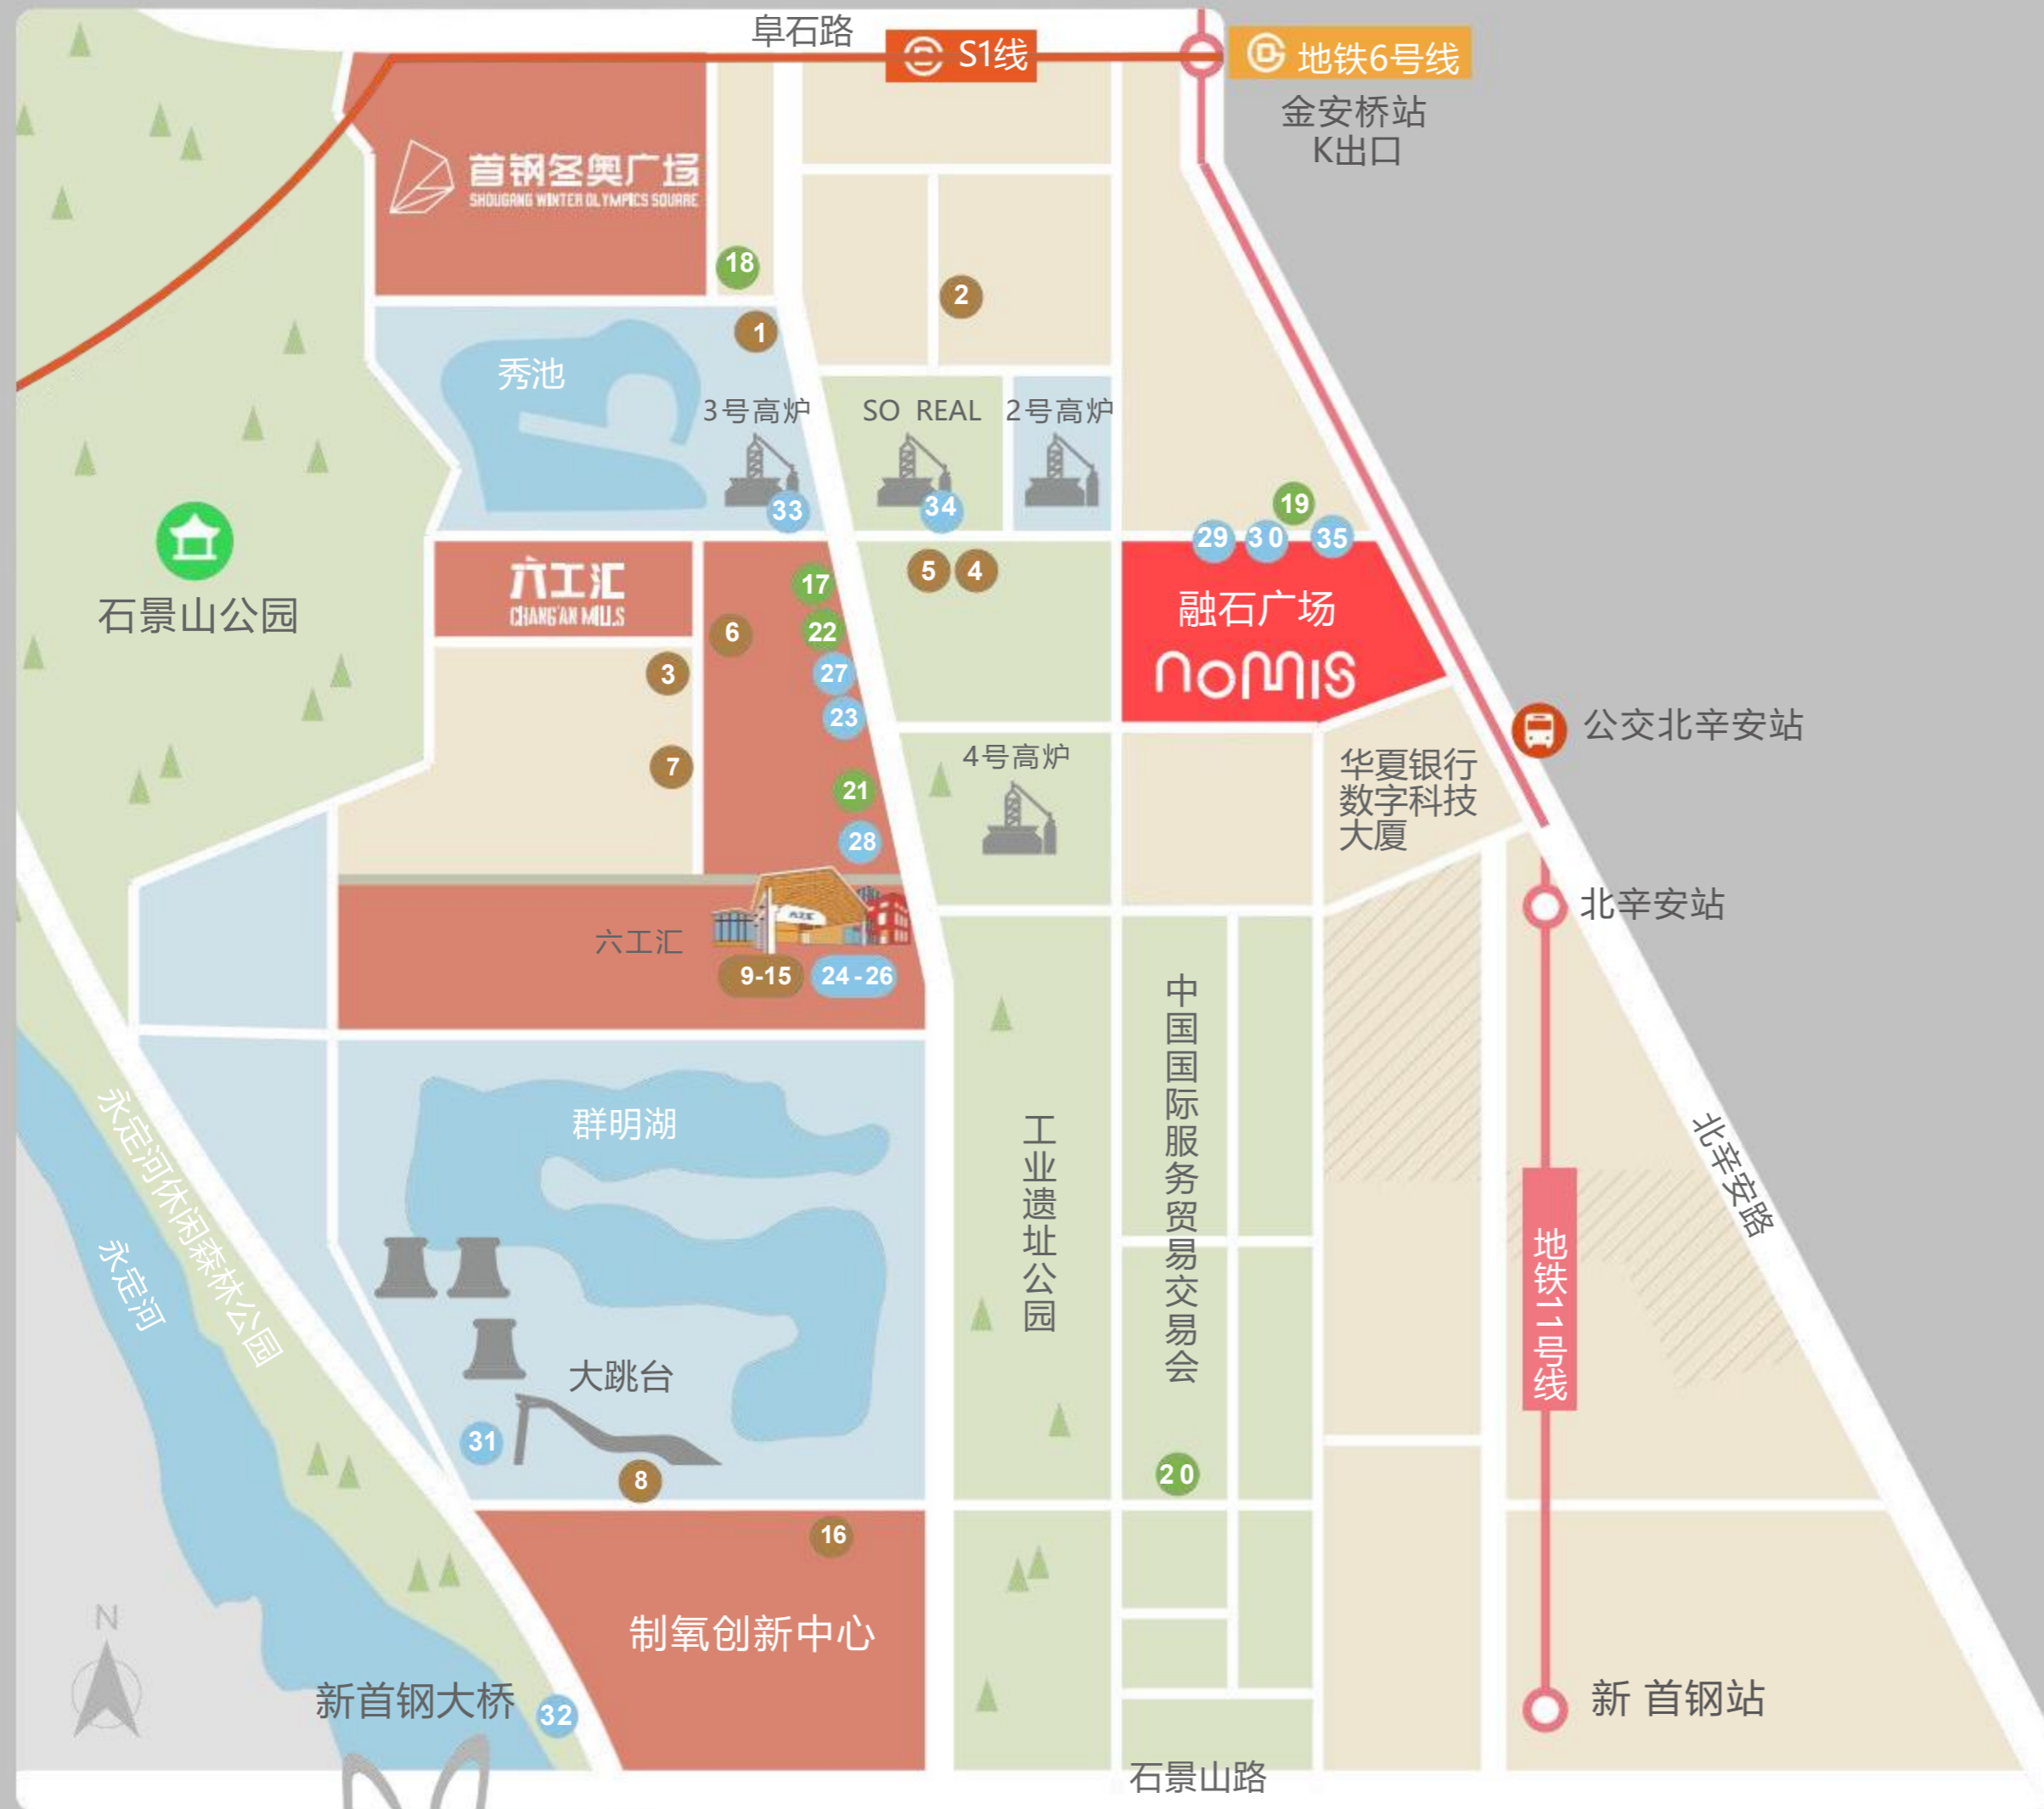 阜石路
S1线
地铁6号线
金安桥站
K出口
首钢冬奥广场
SHOUGANG WINTER OLYMPICS SQUARE
18
2
1
秀池
3号高炉
SO REAL
2号高炉
33
34
19
29
30
35
石景山公园
六工汇
CHANG'AN MILLS
17
5
4
6
22
融石广场
nomis
3
27
23
7
21
28
4号高炉
公交北辛安站
华夏银行
数字科技
大厦
北辛安站
六工汇
六工汇
9-15
24-26
中国国际服务贸易交易会
工业遗址公园
群明湖
永定河休闲森林公园
永定河
北辛安路
地铁11号线
大跳台
31
8
20
16
制氧创新中心
N
新首钢大桥
32
新 首钢站
石景山路